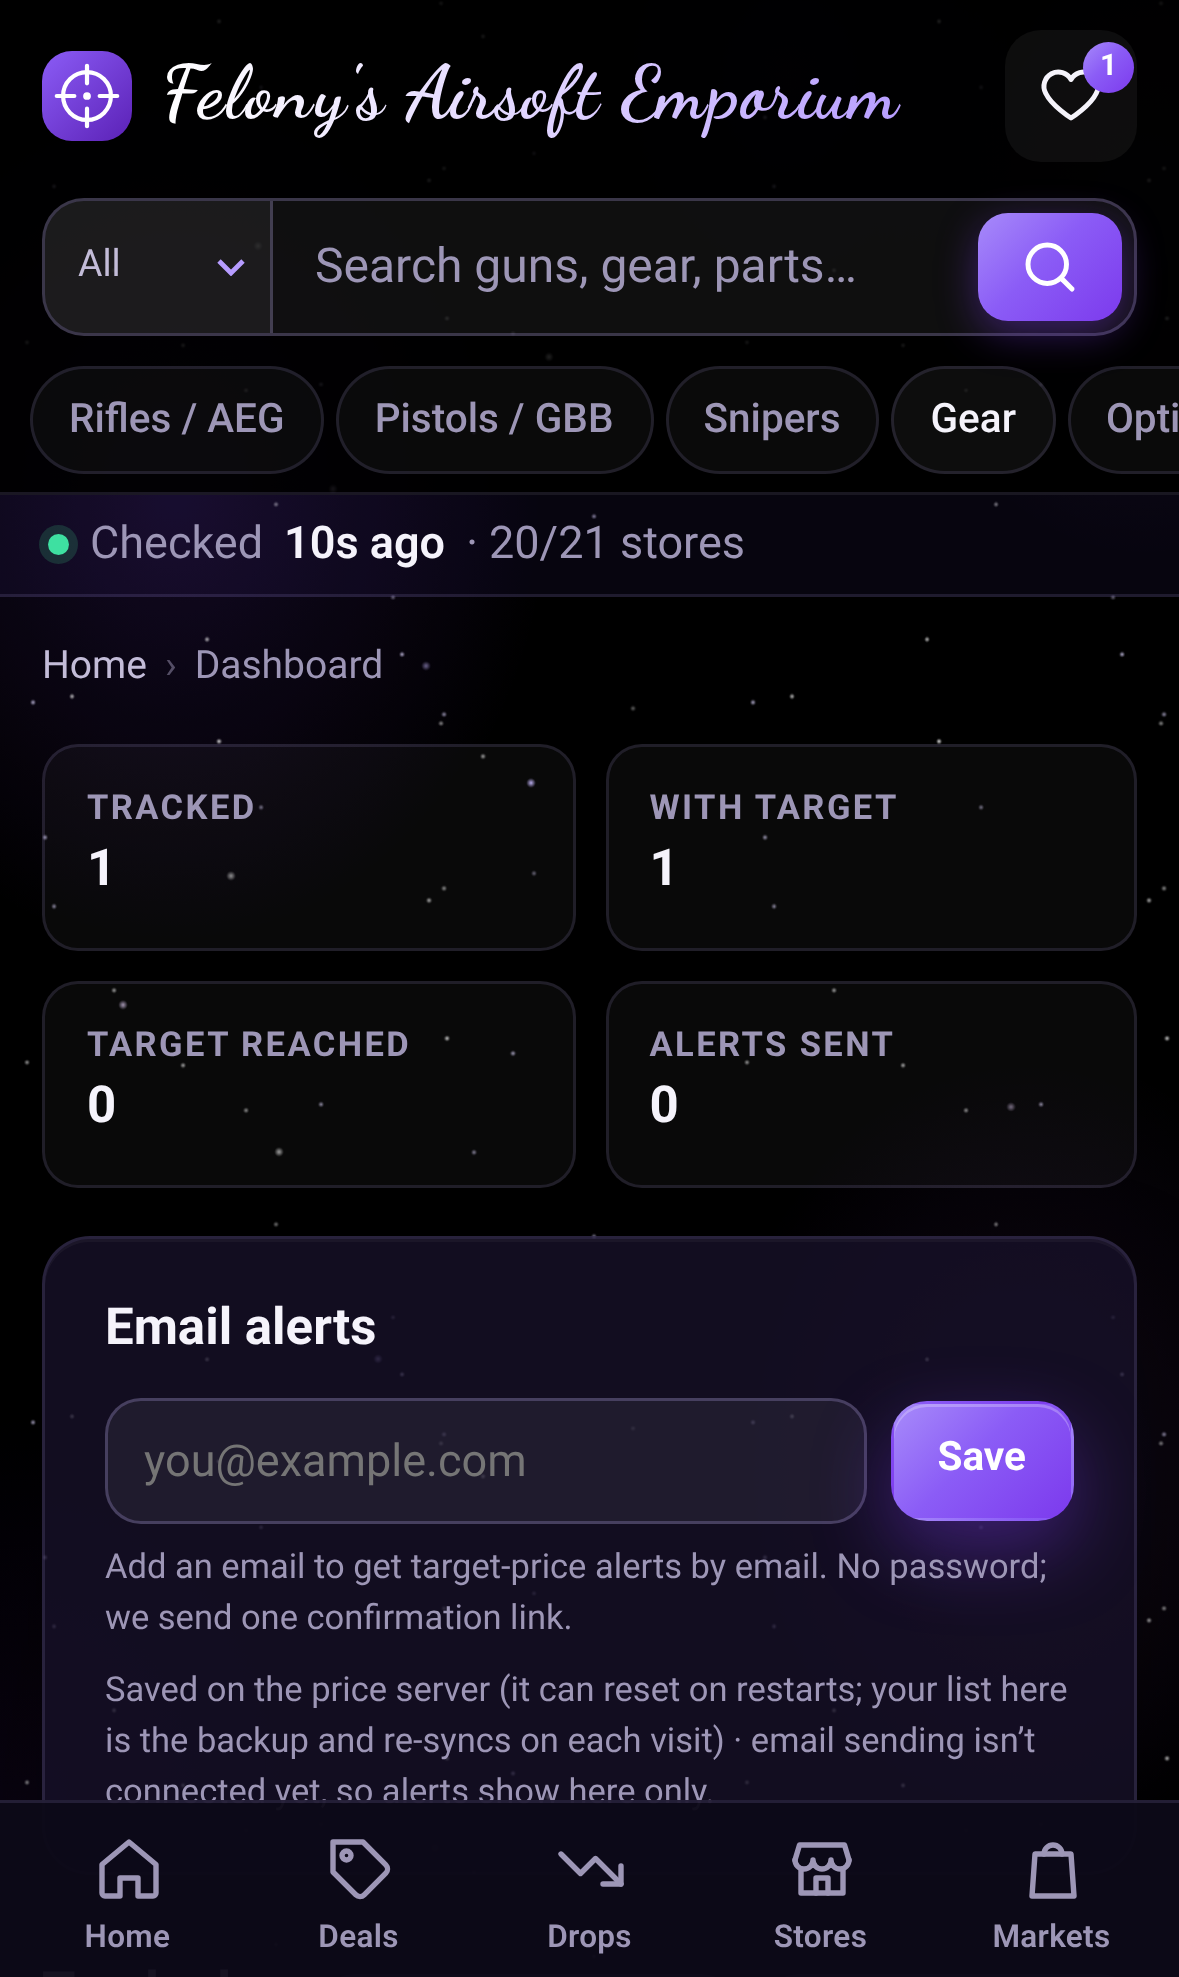 Felony's Airsoft Emporium
1
All
Search guns, gear, parts...
Rifles / AEG
Pistols / GBB
Snipers
Gear
Opti
Checked 10s ago · 20/21 stores
Home › Dashboard
TRACKED
1
WITH TARGET
1
TARGET REACHED
0
ALERTS SENT
0
Email alerts
you@example.com
Save
Add an email to get target-price alerts by email. No password;
we send one confirmation link.
Saved on the price server (it can reset on restarts; your list here
is the backup and re-syncs on each visit) · email sending isn’t
connected yet, so alerts show here only.
Home
Deals
Drops
Stores
Markets